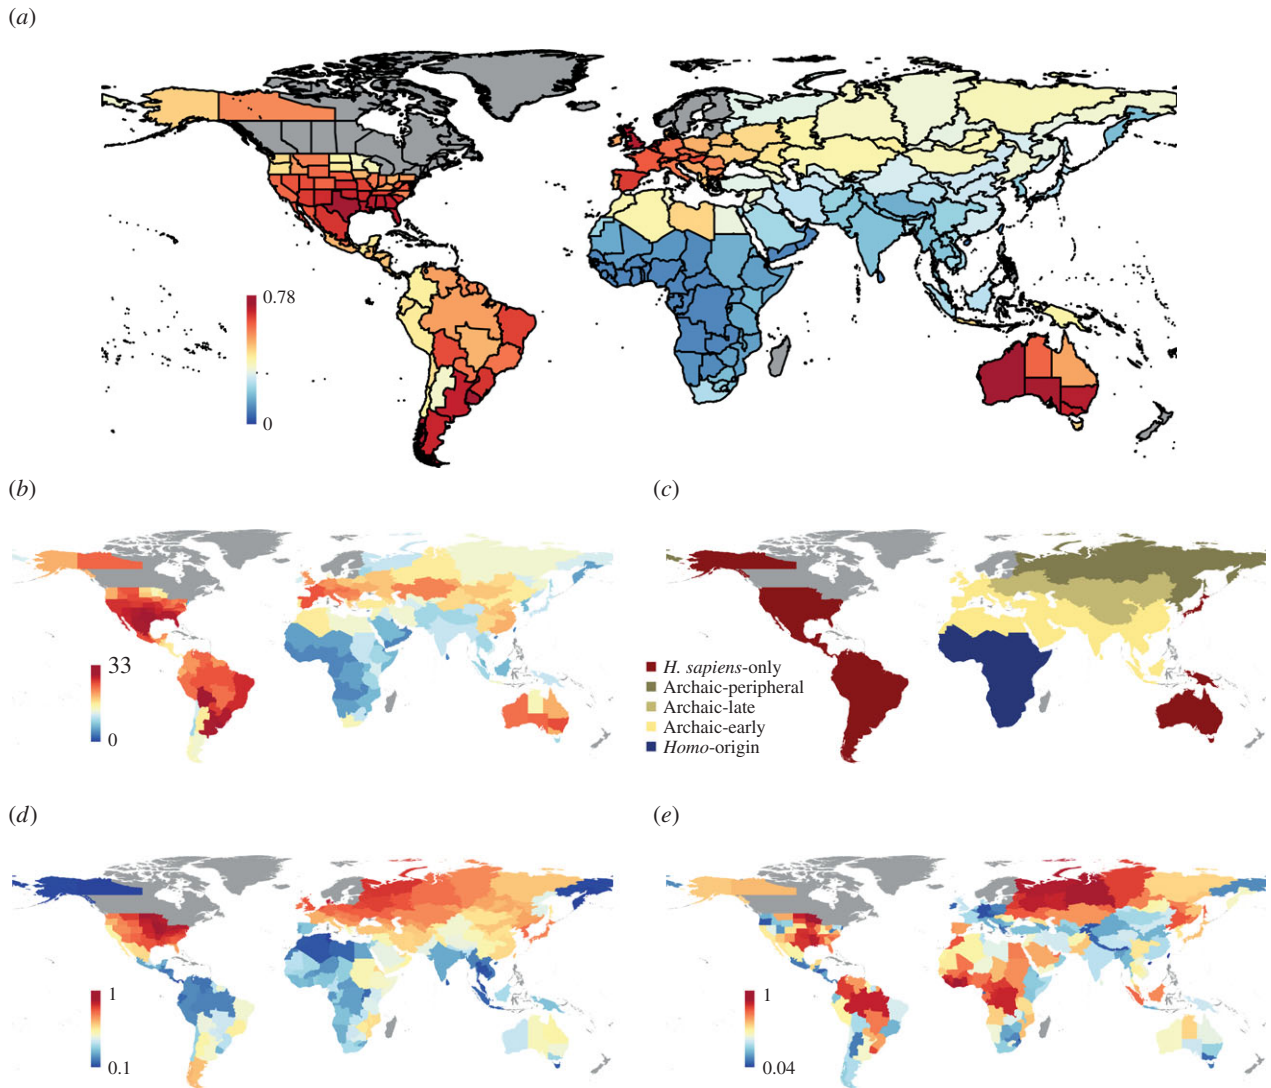 (a)
0.78
0
(b)
(c)
33
0
H. sapiens-only
Archaic-peripheral
Archaic-late
Archaic-early
Homo-origin
(d)
(e)
1
0.1
1
0.04